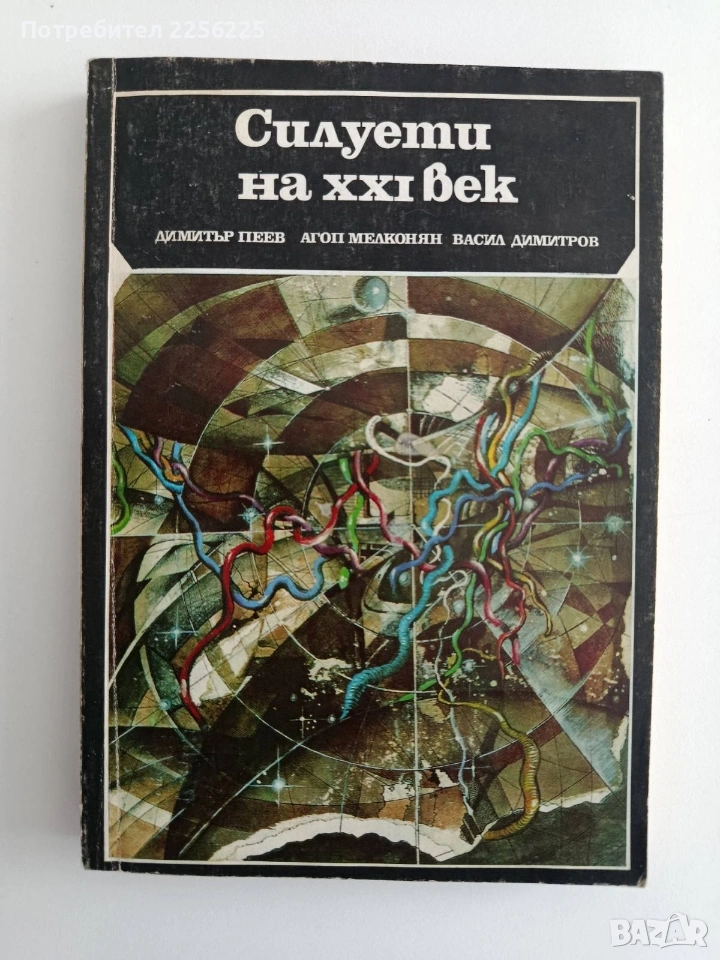 Потребител 2256225
Силуети
на XXI век
ДИМИТЪР ПЕЕВ АГОП МЕЛКОНЯН ВАСИЛ ДИМИТРОВ
BAZAR